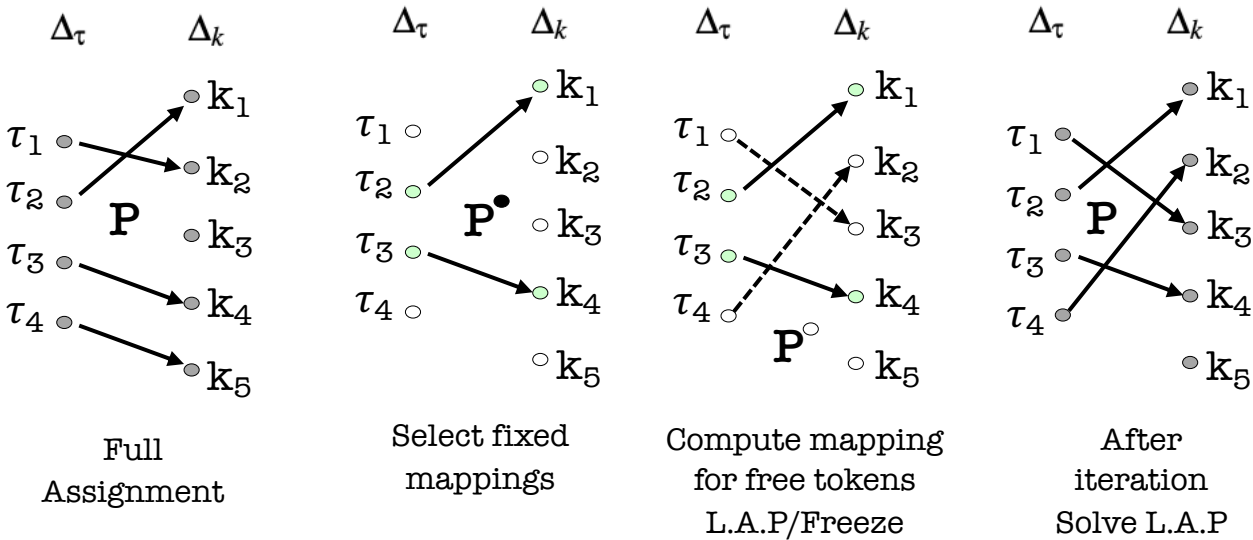 Δτ Δk
k1
τ1
k2
τ2
P
k3
τ3
k4
τ4
k5
Full
Assignment
Δτ Δk
k1
τ1
k2
τ2
P●
k3
τ3
k4
τ4
k5
Select fixed
mappings
Δτ Δk
k1
τ1
k2
τ2
k3
τ3
k4
τ4
P○
k5
Compute mapping
for free tokens
L.A.P/Freeze
Δτ Δk
k1
τ1
k2
τ2
P
k3
τ3
k4
τ4
k5
After
iteration
Solve L.A.P